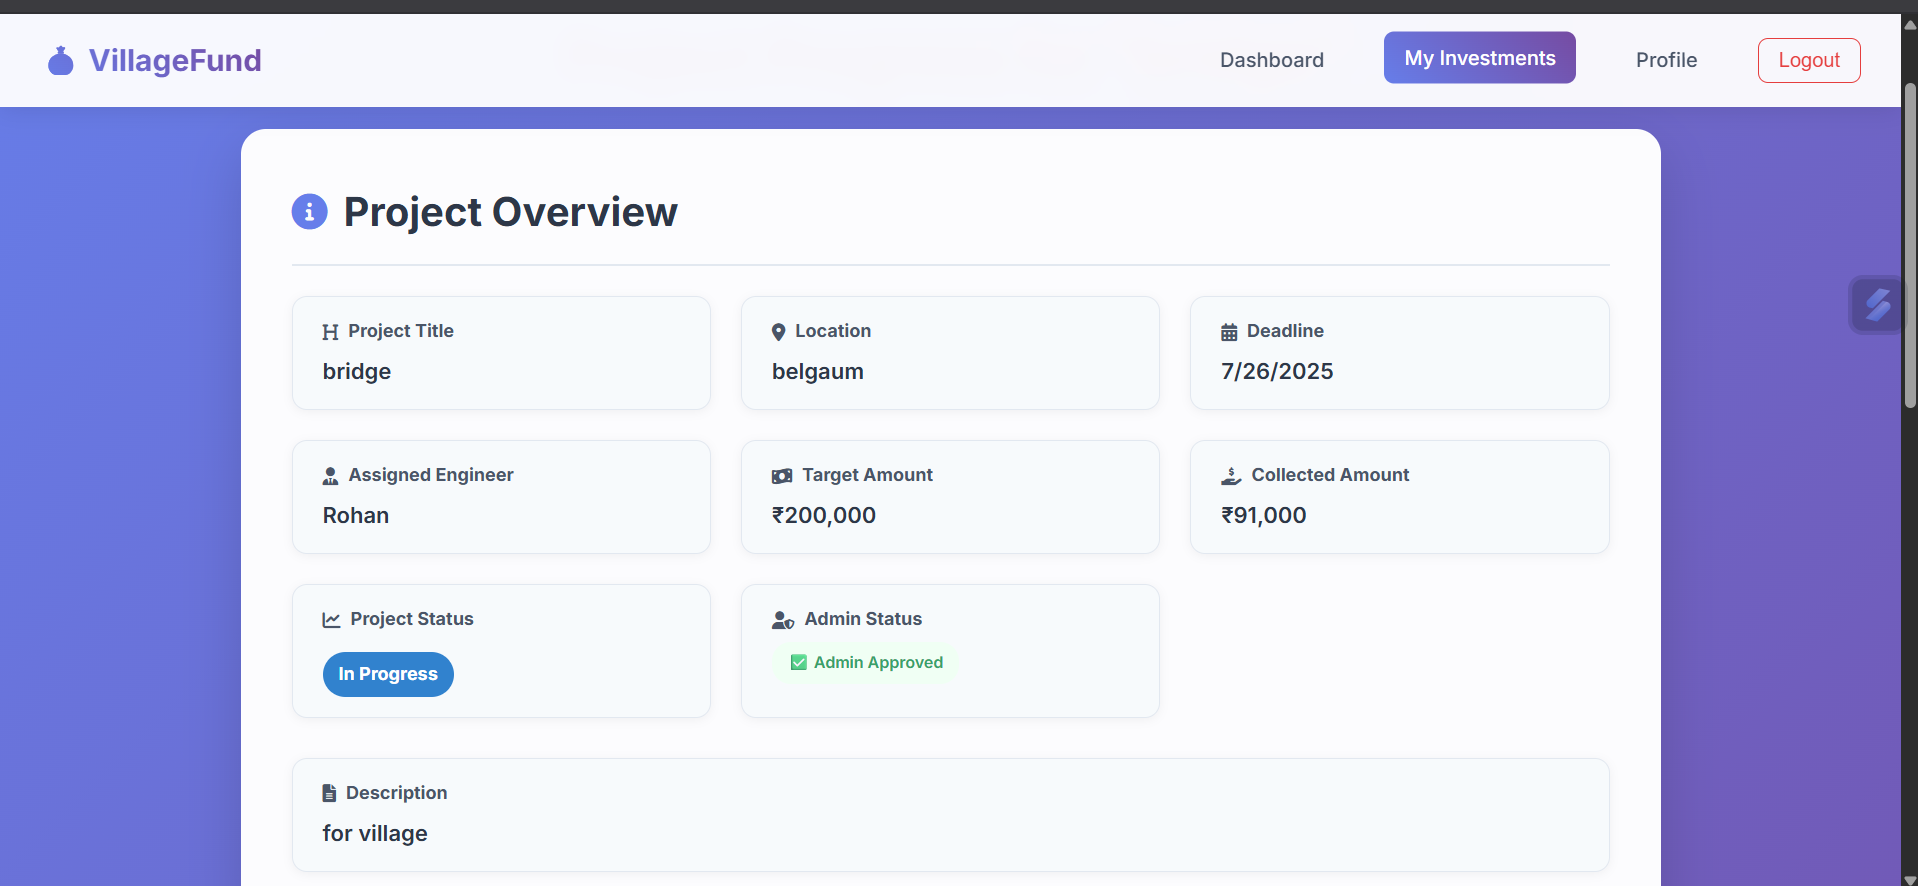 VillageFund
Dashboard
My Investments
Profile
Logout
Project Overview
Project Title
bridge
Location
belgaum
Deadline
7/26/2025
Assigned Engineer
Rohan
Target Amount
₹200,000
Collected Amount
₹91,000
Project Status
In Progress
Admin Status
✅ Admin Approved
Description
for village